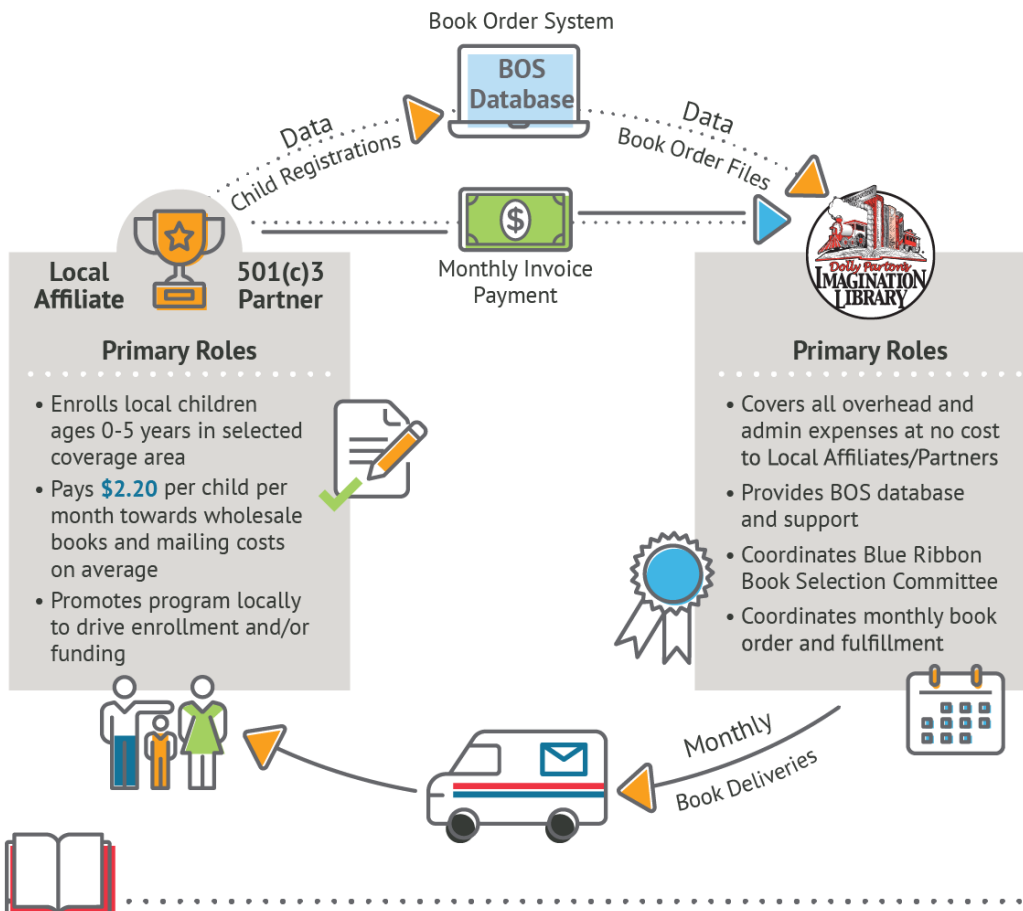 Book Order System
BOS
Database
Data
Child Registrations
Data
Book Order Files
$
Monthly Invoice
Payment
Local
Affiliate
501(c)3
Partner
Dolly Parton's
IMAGINATION
LIBRARY
Primary Roles
• Enrolls local children
ages 0-5 years in selected
coverage area
• Pays $2.20 per child per
month towards wholesale
books and mailing costs
on average
• Promotes program locally
to drive enrollment and/or
funding
Primary Roles
• Covers all overhead and
admin expenses at no cost
to Local Affiliates/Partners
• Provides BOS database
and support
• Coordinates Blue Ribbon
Book Selection Committee
• Coordinates monthly book
order and fulfillment
Monthly
Book Deliveries